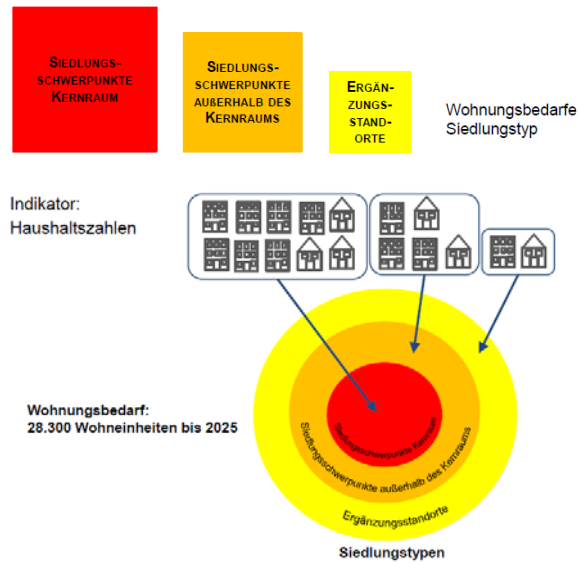 SIEDLUNGS-
SCHWERPUNKTE
KERNRAUM
SIEDLUNGS-
SCHWERPUNKTE
AUßERHALB DES
KERNRAUMS
ERGÄN-
ZUNGS-
STAND-
ORTE
Wohnungsbedarfe
Siedlungstyp
Indikator:
Haushaltszahlen
Wohnungsbedarf:
28.300 Wohneinheiten bis 2025
Siedlungsschwerpunkte Kernraum
Siedlungsschwerpunkte außerhalb des Kernraums
Ergänzungsstandorte
Siedlungstypen